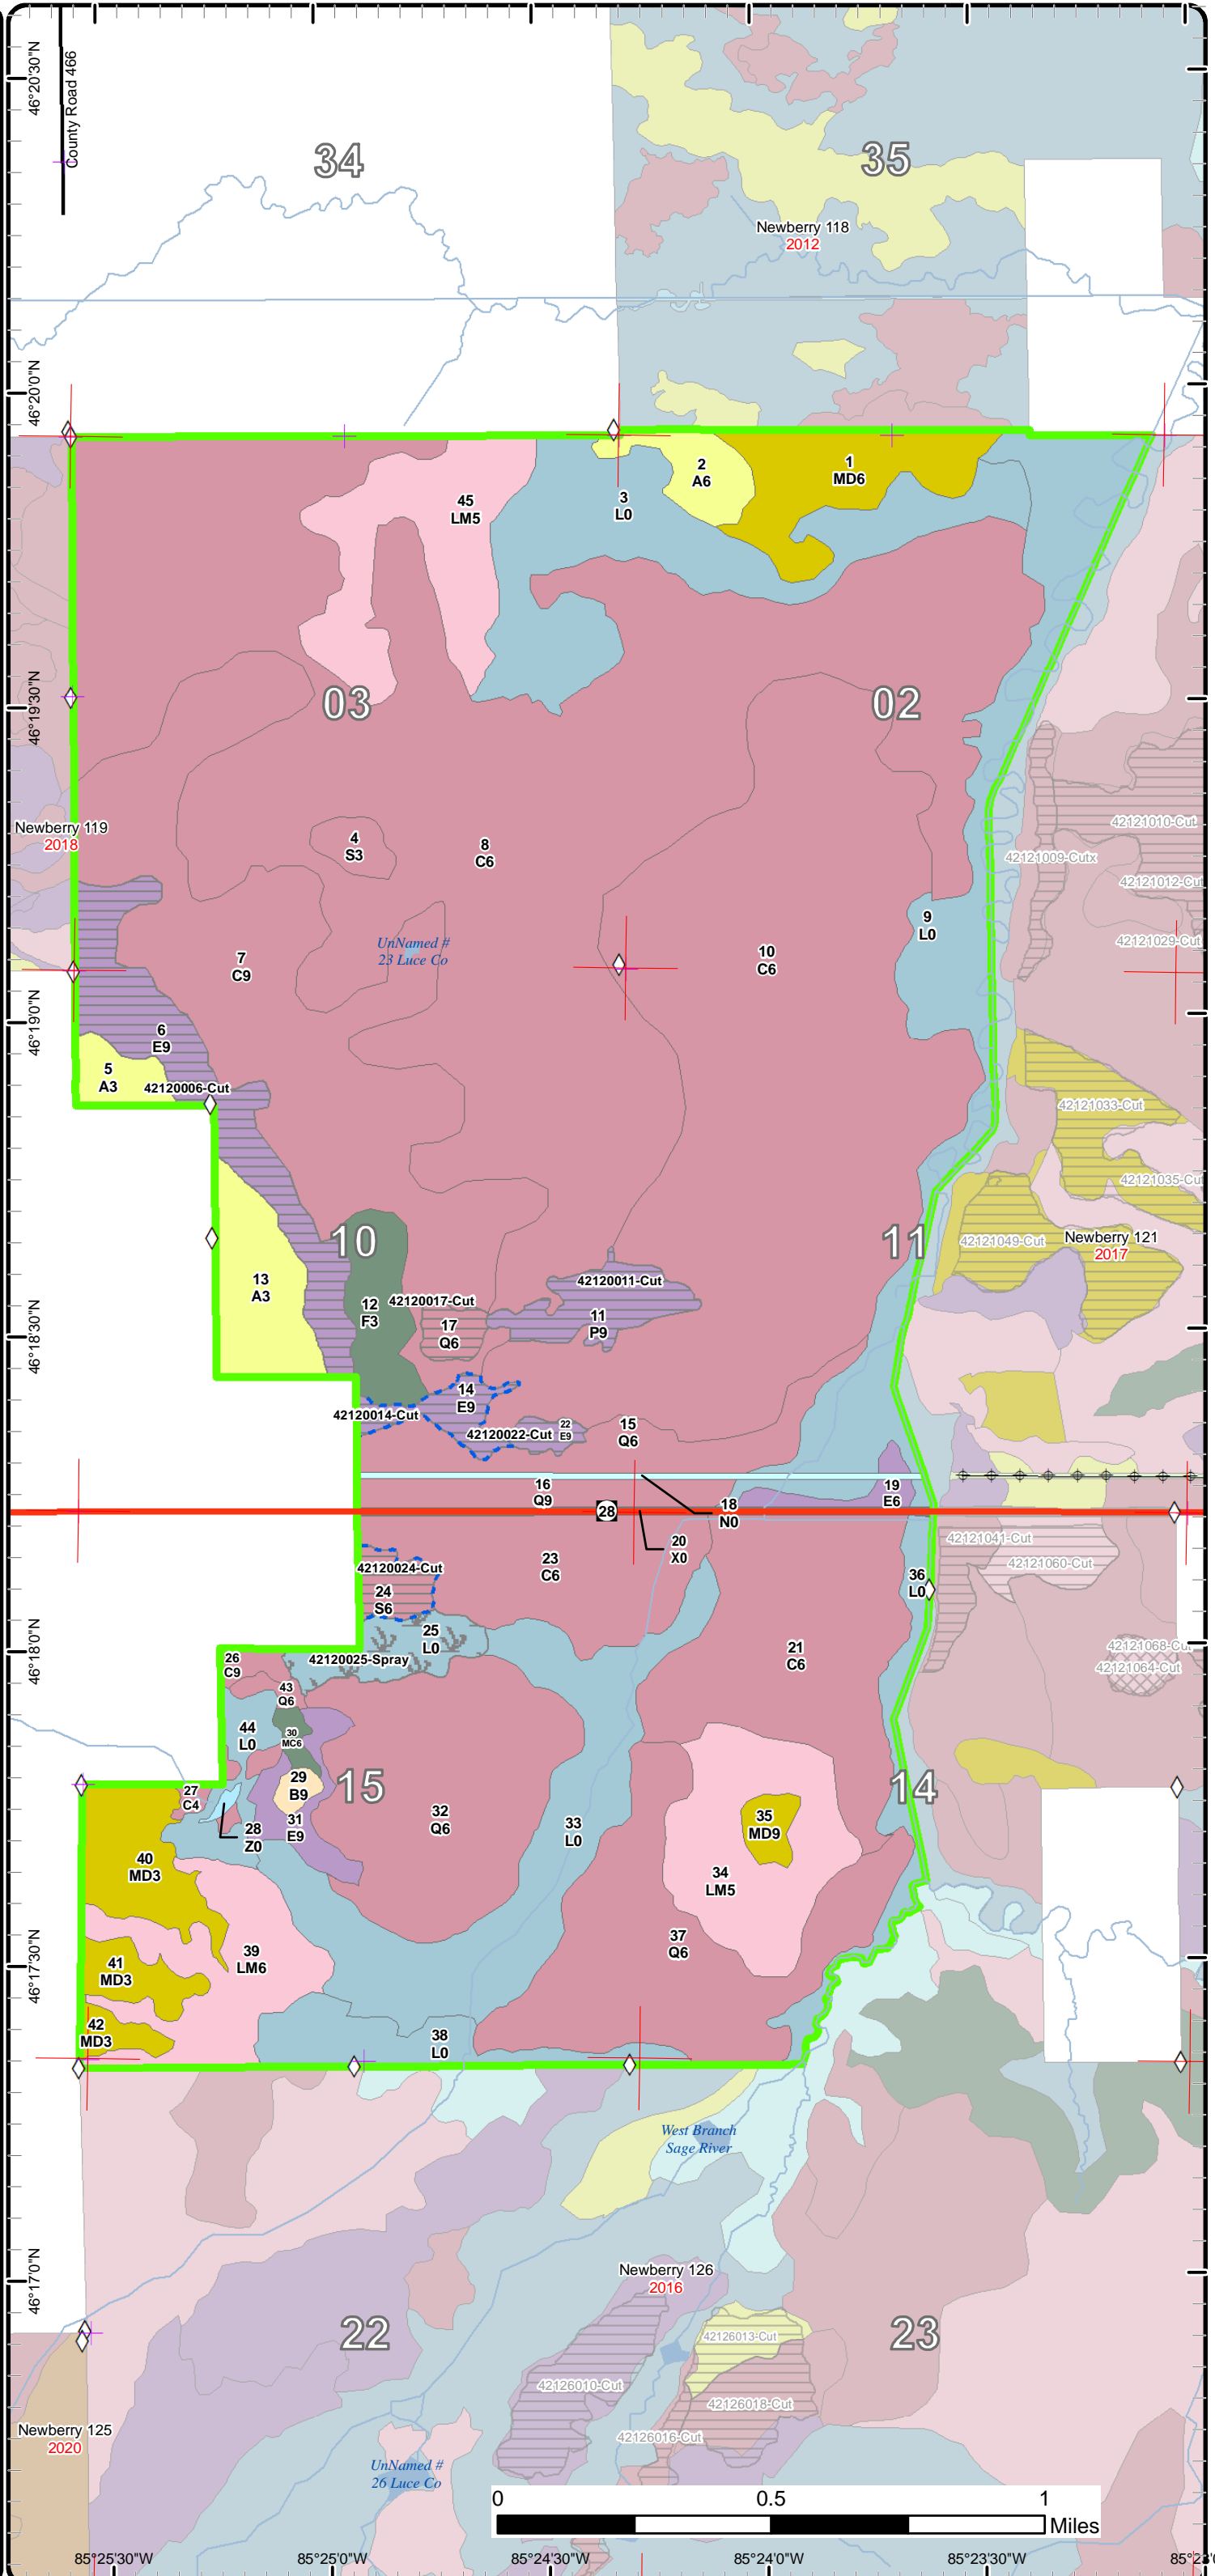 46°20'30"N
County Road 466
34
35
Newberry 118
2012
46°20'0"N
1
MD6
2
A6
3
L0
45
LM5
46°19'30"N
03
02
Newberry 119
2018
4
S3
8
C6
42121010-Cut
42121009-Cutx
42121012-Cut
9
L0
42121029-Cut
UnNamed #
23 Luce Co
7
C9
10
C6
46°19'0"N
6
E9
5
A3
42120006-Cut
42121033-Cut
42121035-Cut
10
11
42121049-Cut
Newberry 121
2017
13
A3
42120011-Cut
12
F3
42120017-Cut
11
P9
17
Q6
46°18'30"N
14
E9
42120014-Cut
42120022-Cut
22
E9
15
Q6
16
Q9
19
E6
28
18
N0
20
X0
42121041-Cut
42121060-Cut
23
C6
42120024-Cut
24
S6
36
L0
46°18'0"N
25
L0
21
C6
42121068-Cut
42121064-Cut
26
C9
42120025-Spray
43
Q6
44
L0
30
MC6
29
B9
15
14
27
C4
28
Z0
31
E9
32
Q6
33
L0
35
MD9
40
MD3
34
LM5
37
Q6
39
LM6
46°17'30"N
41
MD3
42
MD3
38
L0
West Branch
Sage River
46°17'0"N
Newberry 126
2016
22
23
42126013-Cut
42126010-Cut
42126018-Cut
42126016-Cut
Newberry 125
2020
UnNamed #
26 Luce Co
0
0.5
1
Miles
85°25'30"W
85°25'0"W
85°24'30"W
85°24'0"W
85°23'30"W